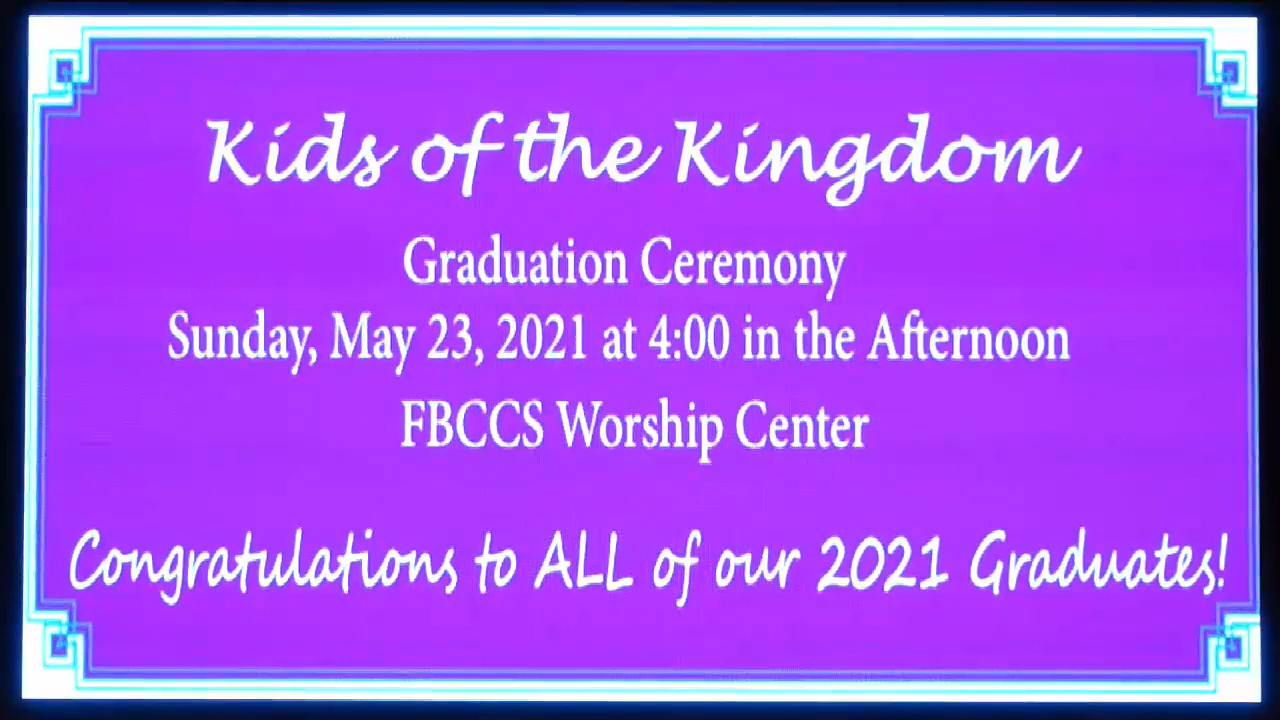 Kids of the Kingdom
Graduation Ceremony
Sunday, May 23, 2021 at 4:00 in the Afternoon
FBCCS Worship Center
Congratulations to ALL of our 2021 Graduates!